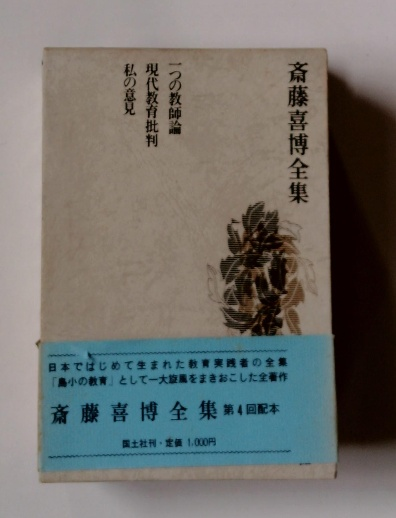 斎藤喜博全集
一つの教師論
現代教育批判
私の意見
日本ではじめて生まれた教育実践者の全集
「島小の教育」として一大旋風をまきおこした全著作
斎藤喜博全集 第4回配本
国土社刊・定価 1,000円